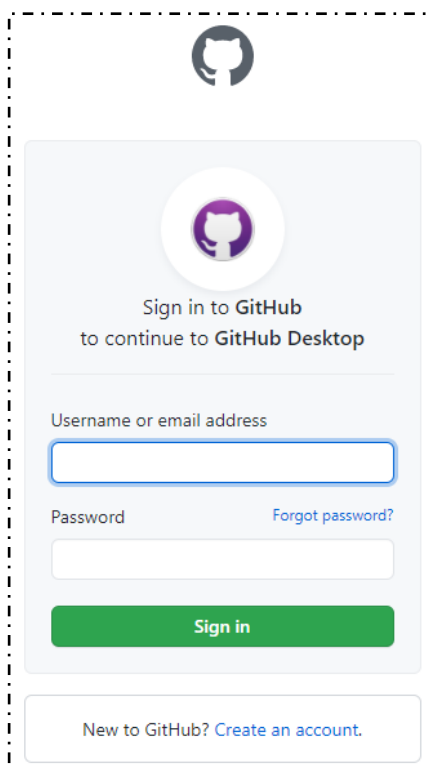 Sign in to GitHub
to continue to GitHub Desktop
Username or email address
Password Forgot password?
Sign in
New to GitHub? Create an account.